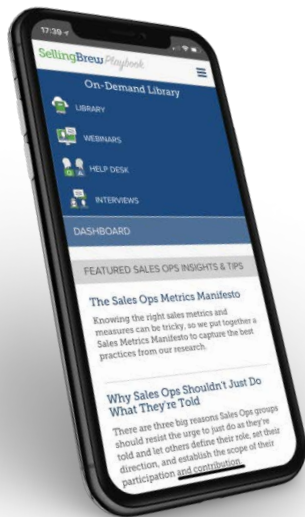 17:39
SellingBrew Playbook
On-Demand Library
LIBRARY
WEBINARS
HELP DESK
INTERVIEWS
DASHBOARD
FEATURED SALES OPS INSIGHTS & TIPS
The Sales Ops Metrics Manifesto
Knowing the right sales metrics and
measures can be tricky, so we put together a
Sales Metrics Manifesto to capture the best
practices from our research.
Why Sales Ops Shouldn't Just Do
What They're Told
There are three big reasons Sales Ops groups
should resist the urge to just do as they're
told and let others define their role, set their
direction, and establish the scope of their
participation and contribution